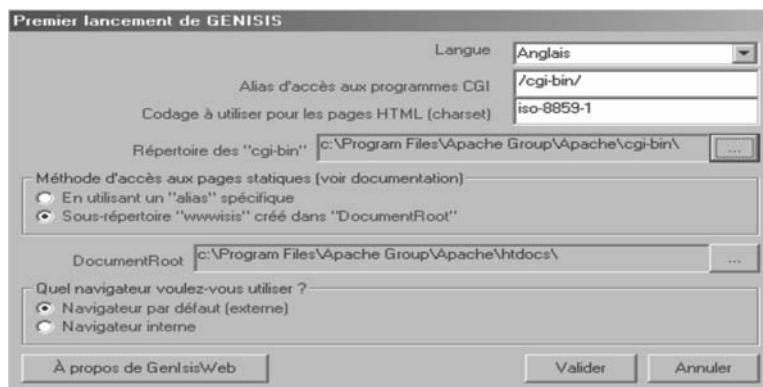 Premier lancement de GENISIS
Langue Anglais
Alias d'accès aux programmes CGI /cgi-bin/
Codage à utiliser pour les pages HTML (charset) iso-8859-1
Répertoire des "cgi-bin" c:\Program Files\Apache Group\Apache\cgi-bin\ ...
Méthode d'accès aux pages statiques (voir documentation)
En utilisant un "alias" spécifique
Sous-répertoire "wwwisis" créé dans "DocumentRoot"
DocumentRoot c:\Program Files\Apache Group\Apache\htdocs\ ...
Quel navigateur voulez-vous utiliser ?
Navigateur par défaut (externe)
Navigateur interne
À propos de GenIsisWeb Valider Annuler